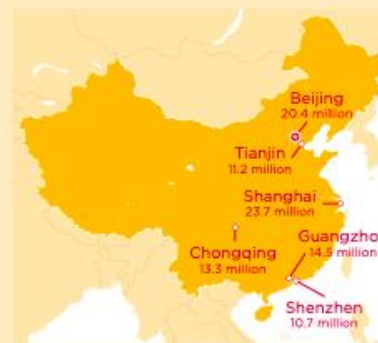 Beijing
20.4 million
Tianjin
11.2 million
Shanghai
23.7 million
Guangzho
14.5 million
Chongqing
13.3 million
Shenzhen
10.7 million